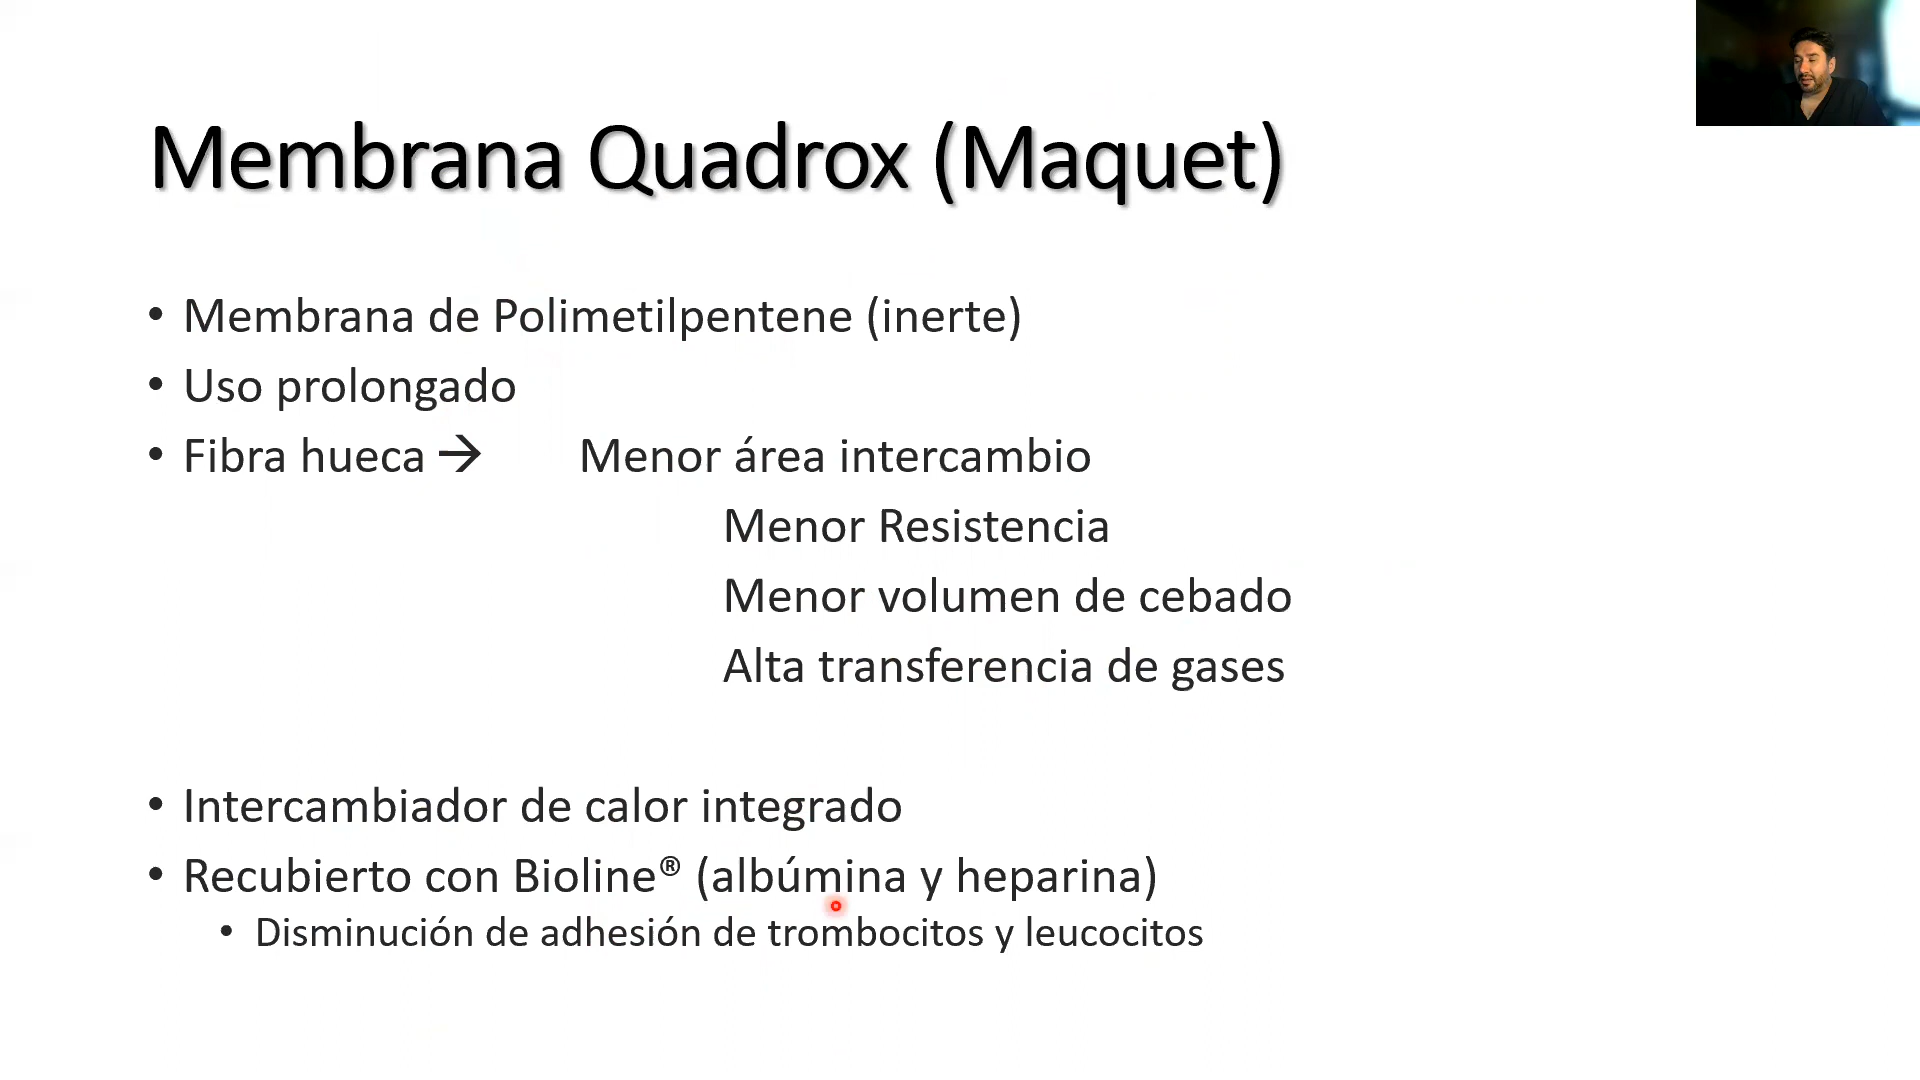 Membrana Quadrox (Maquet)
• Membrana de Polimetilpentene (inerte)
• Uso prolongado
• Fibra hueca → Menor área intercambio
Menor Resistencia
Menor volumen de cebado
Alta transferencia de gases
• Intercambiador de calor integrado
• Recubierto con Bioline® (albúmina y heparina)
• Disminución de adhesión de trombocitos y leucocitos